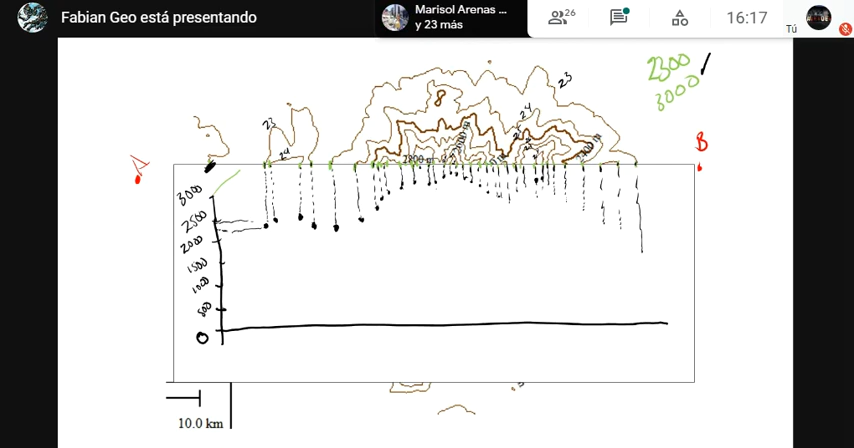 Fabian Geo está presentando
Marisol Arenas ...
y 23 más
26
16:17
Tú
2300
3000
23
8
24
23
24
A
B
3000
2500
2000
1500
1000
500
0
10.0 km